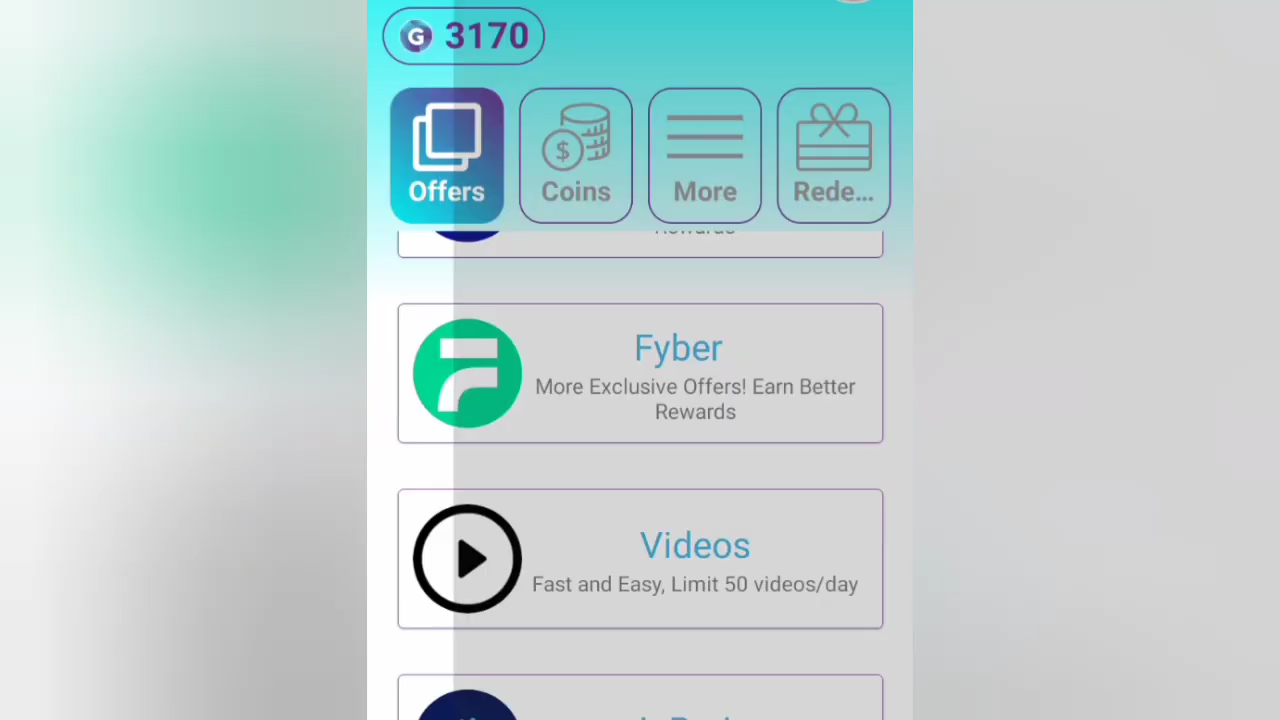 G 3170
Offers
Coins
More
Rede...
Rewards
Fyber
More Exclusive Offers! Earn Better
Rewards
Videos
Fast and Easy, Limit 50 videos/day